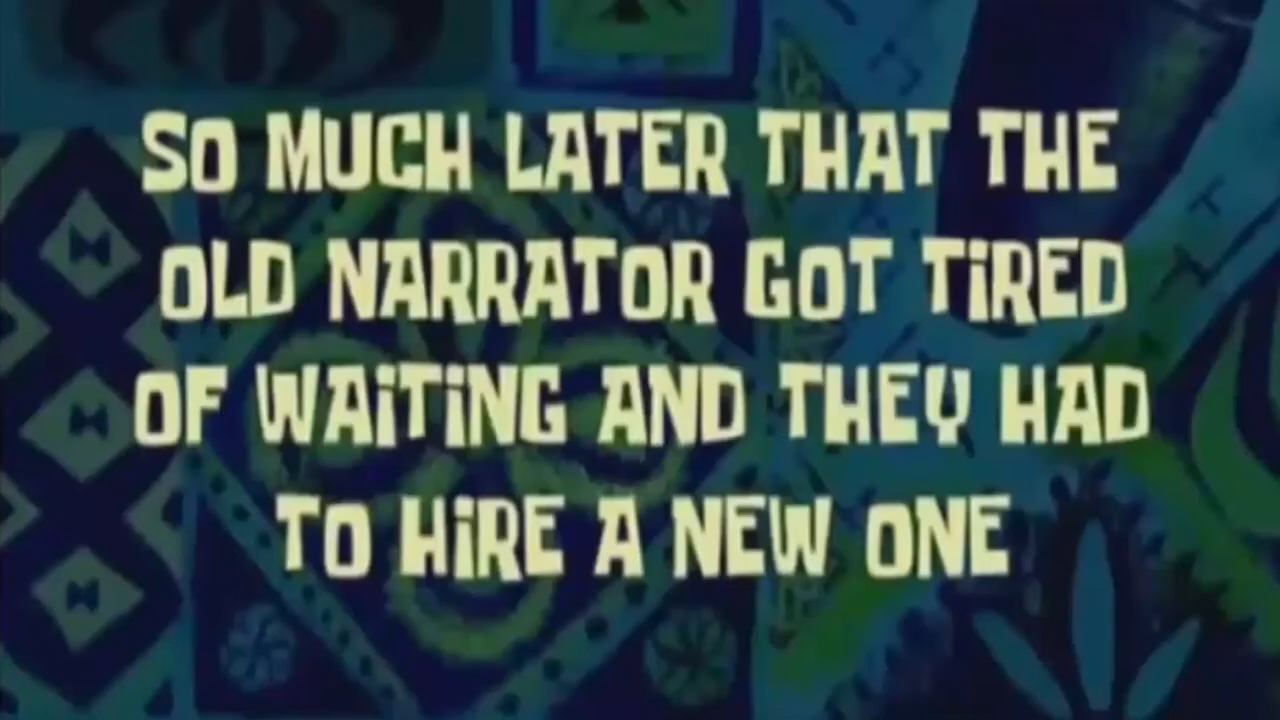 SO MUCH LATER THAT THE
OLD NARRATOR GOT TiRED
OF WAiTiNG AND THEY HAD
TO HiRE A NEW ONE